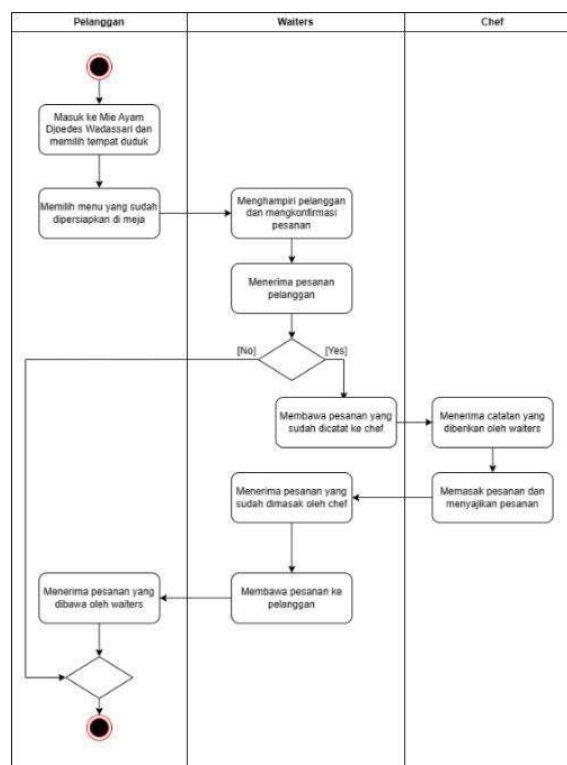 Pelanggan
Waiters
Chef
Masuk ke Mie Ayam
Djoedes Wadassari dan
memilih tempat duduk
Memilih menu yang sudah
dipersiapkan di meja
Menghampiri pelanggan
dan mengkonfirmasi
pesanan
Menerima pesanan
pelanggan
[No]
[Yes]
Membawa pesanan yang
sudah dicatat ke chef
Menerima catatan yang
diberikan oleh waiters
Menerima pesanan yang
sudah dimasak oleh chef
Memasak pesanan dan
menyajikan pesanan
Menerima pesanan yang
dibawa oleh waiters
Membawa pesanan ke
pelanggan